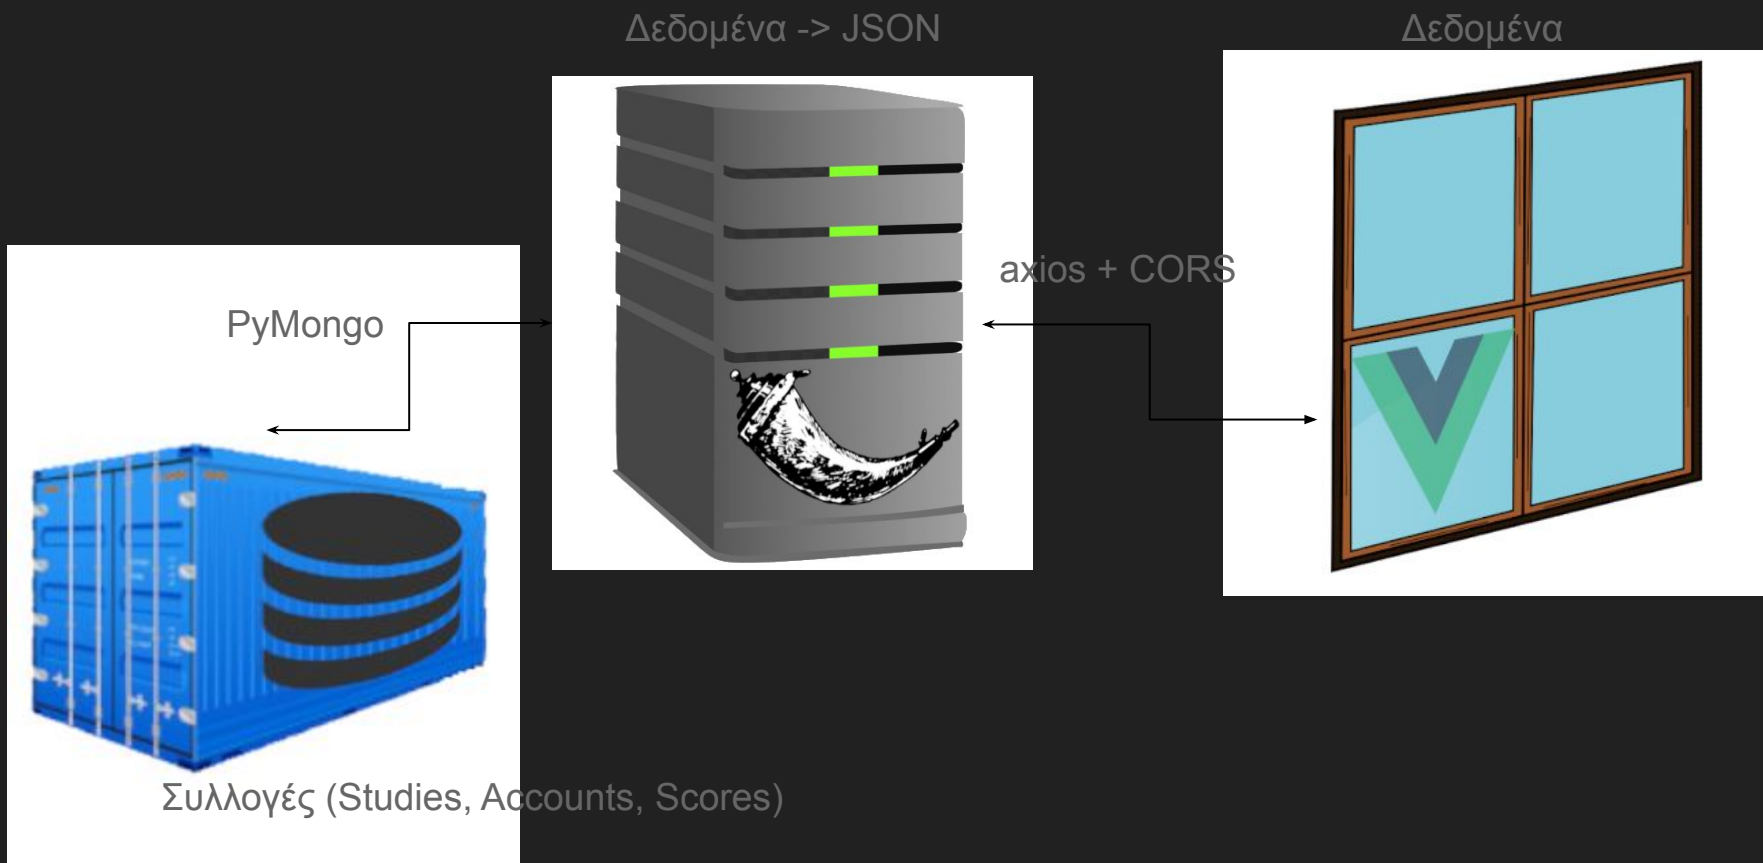 Δεδομένα -> JSON
Δεδομένα
axios + CORS
PyMongo
Συλλογές (Studies, Accounts, Scores)